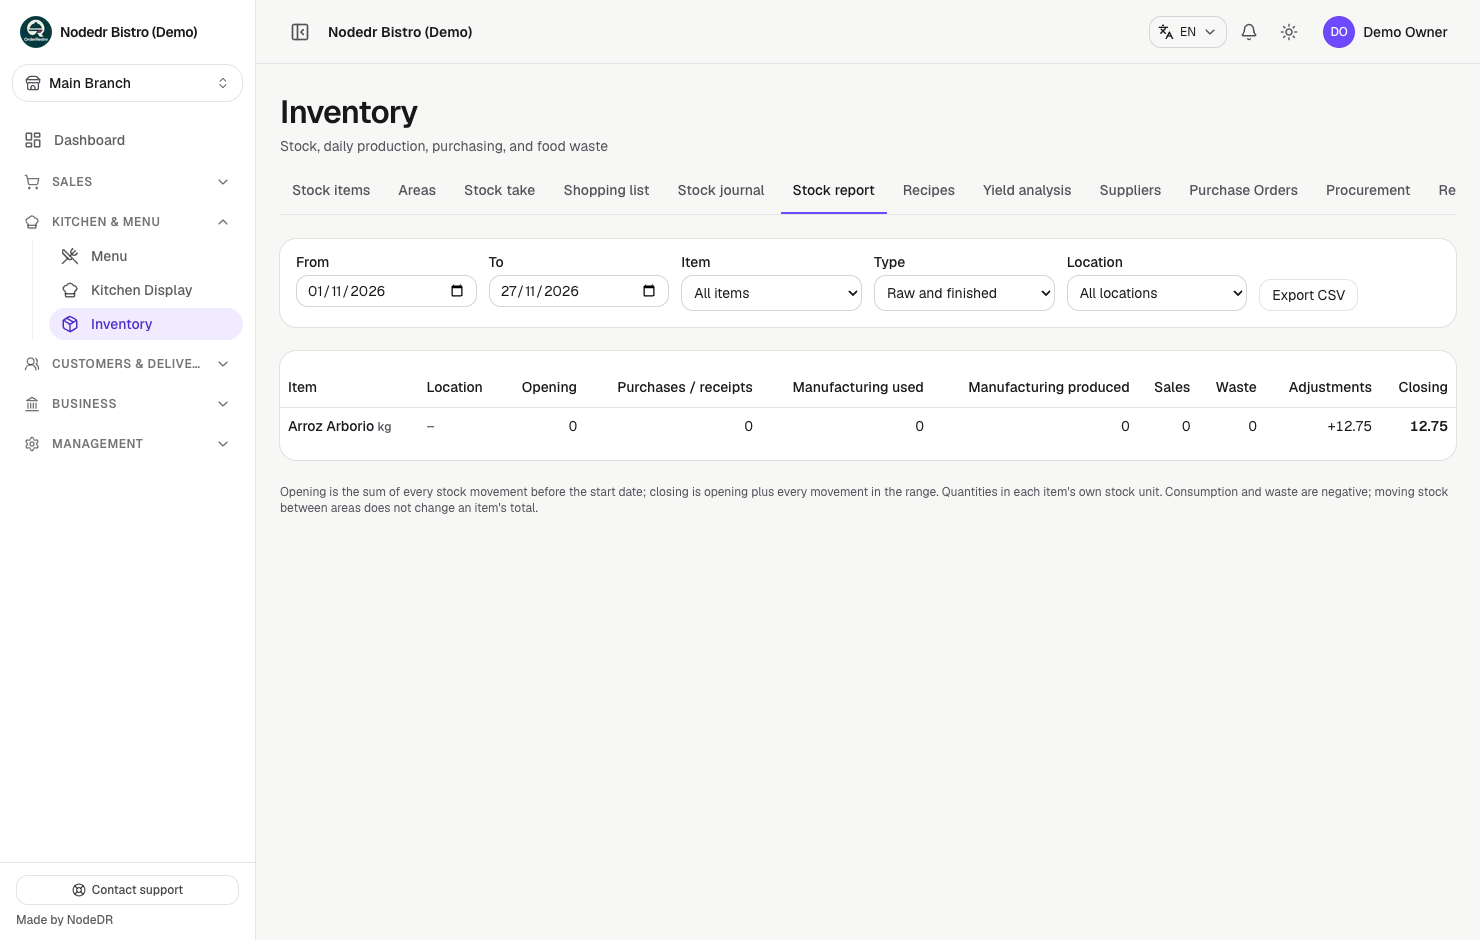 Nodedr Bistro (Demo)
Main Branch
Dashboard
SALES
KITCHEN & MENU
Menu
Kitchen Display
Inventory
CUSTOMERS & DELIVE...
BUSINESS
MANAGEMENT
Contact support
Made by NodeDR
Nodedr Bistro (Demo)
EN
DO
Demo Owner
Inventory
Stock, daily production, purchasing, and food waste
Stock items Areas Stock take Shopping list Stock journal Stock report Recipes Yield analysis Suppliers Purchase Orders Procurement Re
From To Item Type Location
01/11/2026 27/11/2026 All items Raw and finished All locations Export CSV
Item Location Opening Purchases / receipts Manufacturing used Manufacturing produced Sales Waste Adjustments Closing
Arroz Arborio kg – 0 0 0 0 0 0 +12.75 12.75
Opening is the sum of every stock movement before the start date; closing is opening plus every movement in the range. Quantities in each item's own stock unit. Consumption and waste are negative; moving stock
between areas does not change an item's total.